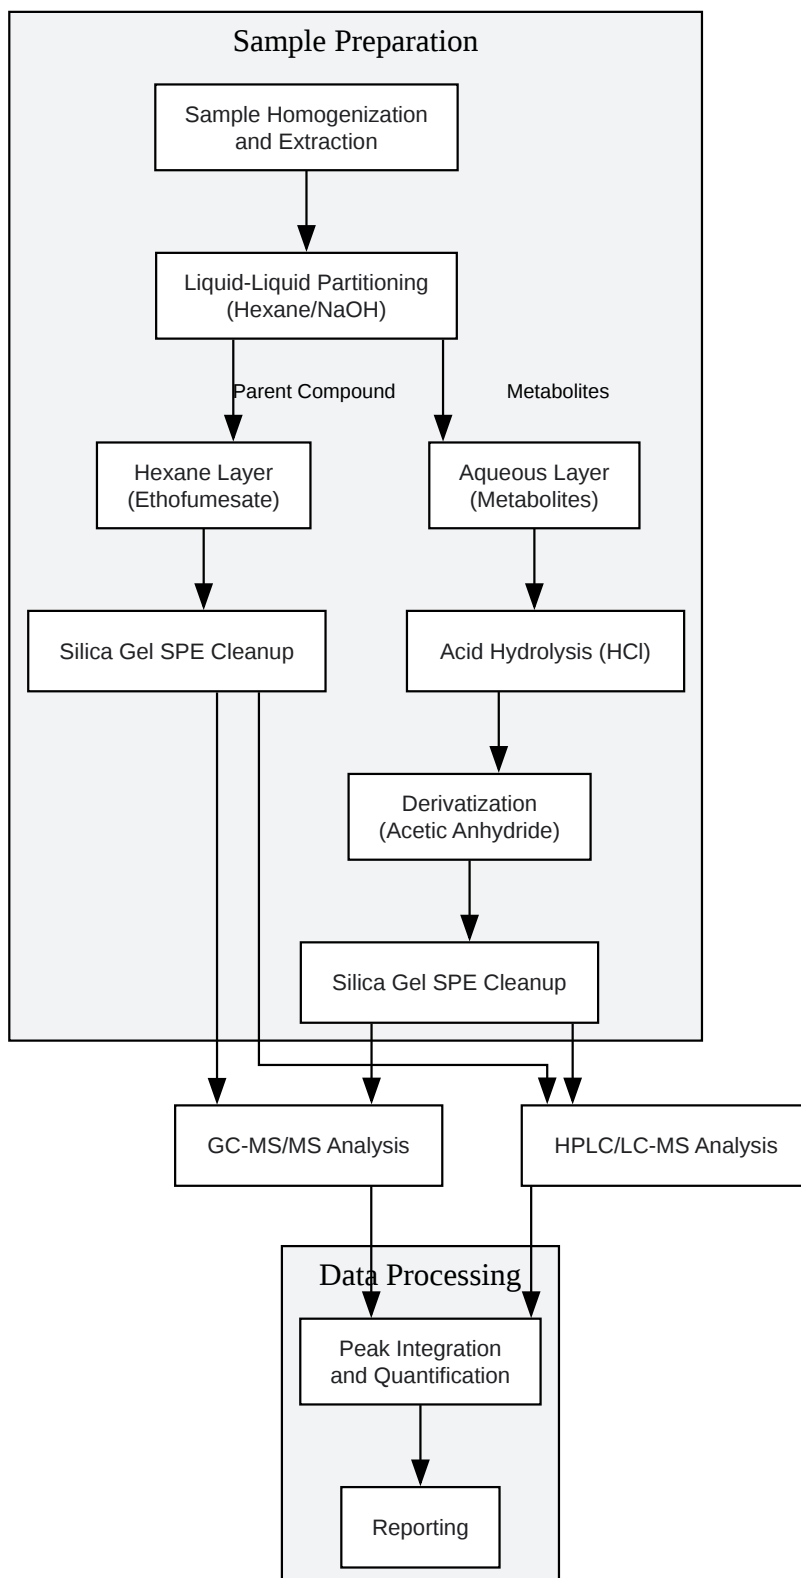 Sample Preparation
Sample Homogenization
and Extraction
Liquid-Liquid Partitioning
(Hexane/NaOH)
Parent Compound
Metabolites
Hexane Layer
(Ethofumesate)
Aqueous Layer
(Metabolites)
Silica Gel SPE Cleanup
Acid Hydrolysis (HCl)
Derivatization
(Acetic Anhydride)
Silica Gel SPE Cleanup
GC-MS/MS Analysis
HPLC/LC-MS Analysis
Data Processing
Peak Integration
and Quantification
Reporting